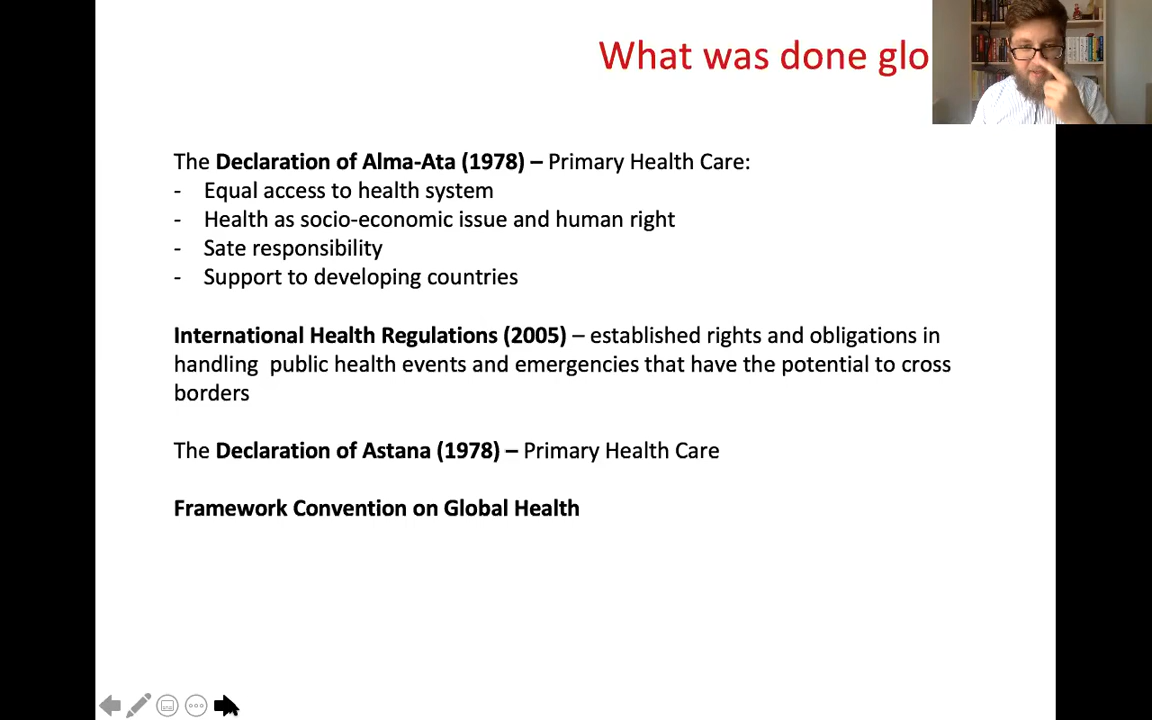 What was done glo
The Declaration of Alma-Ata (1978) – Primary Health Care:
- Equal access to health system
- Health as socio-economic issue and human right
- Sate responsibility
- Support to developing countries
International Health Regulations (2005) – established rights and obligations in
handling  public health events and emergencies that have the potential to cross
borders
The Declaration of Astana (1978) – Primary Health Care
Framework Convention on Global Health